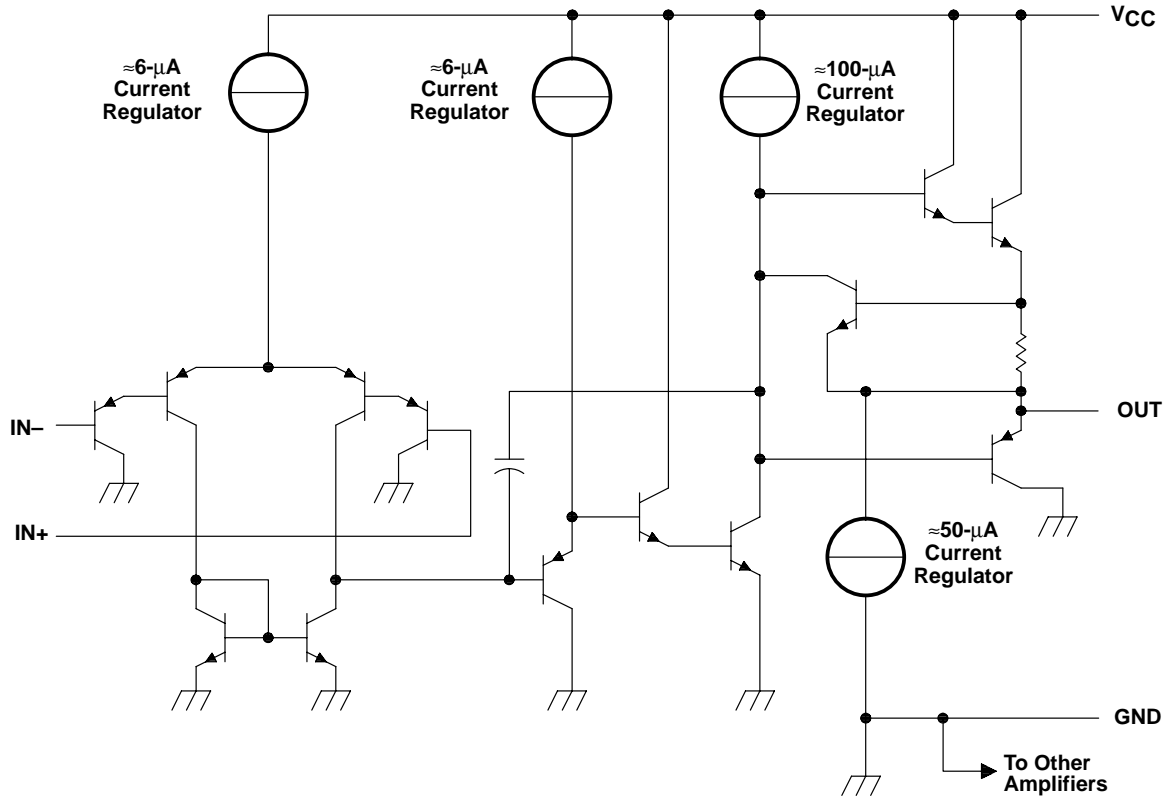 VCC
≈6-µA
Current
Regulator
≈6-µA
Current
Regulator
≈100-µA
Current
Regulator
IN−
OUT
IN+
≈50-µA
Current
Regulator
GND
To Other
Amplifiers